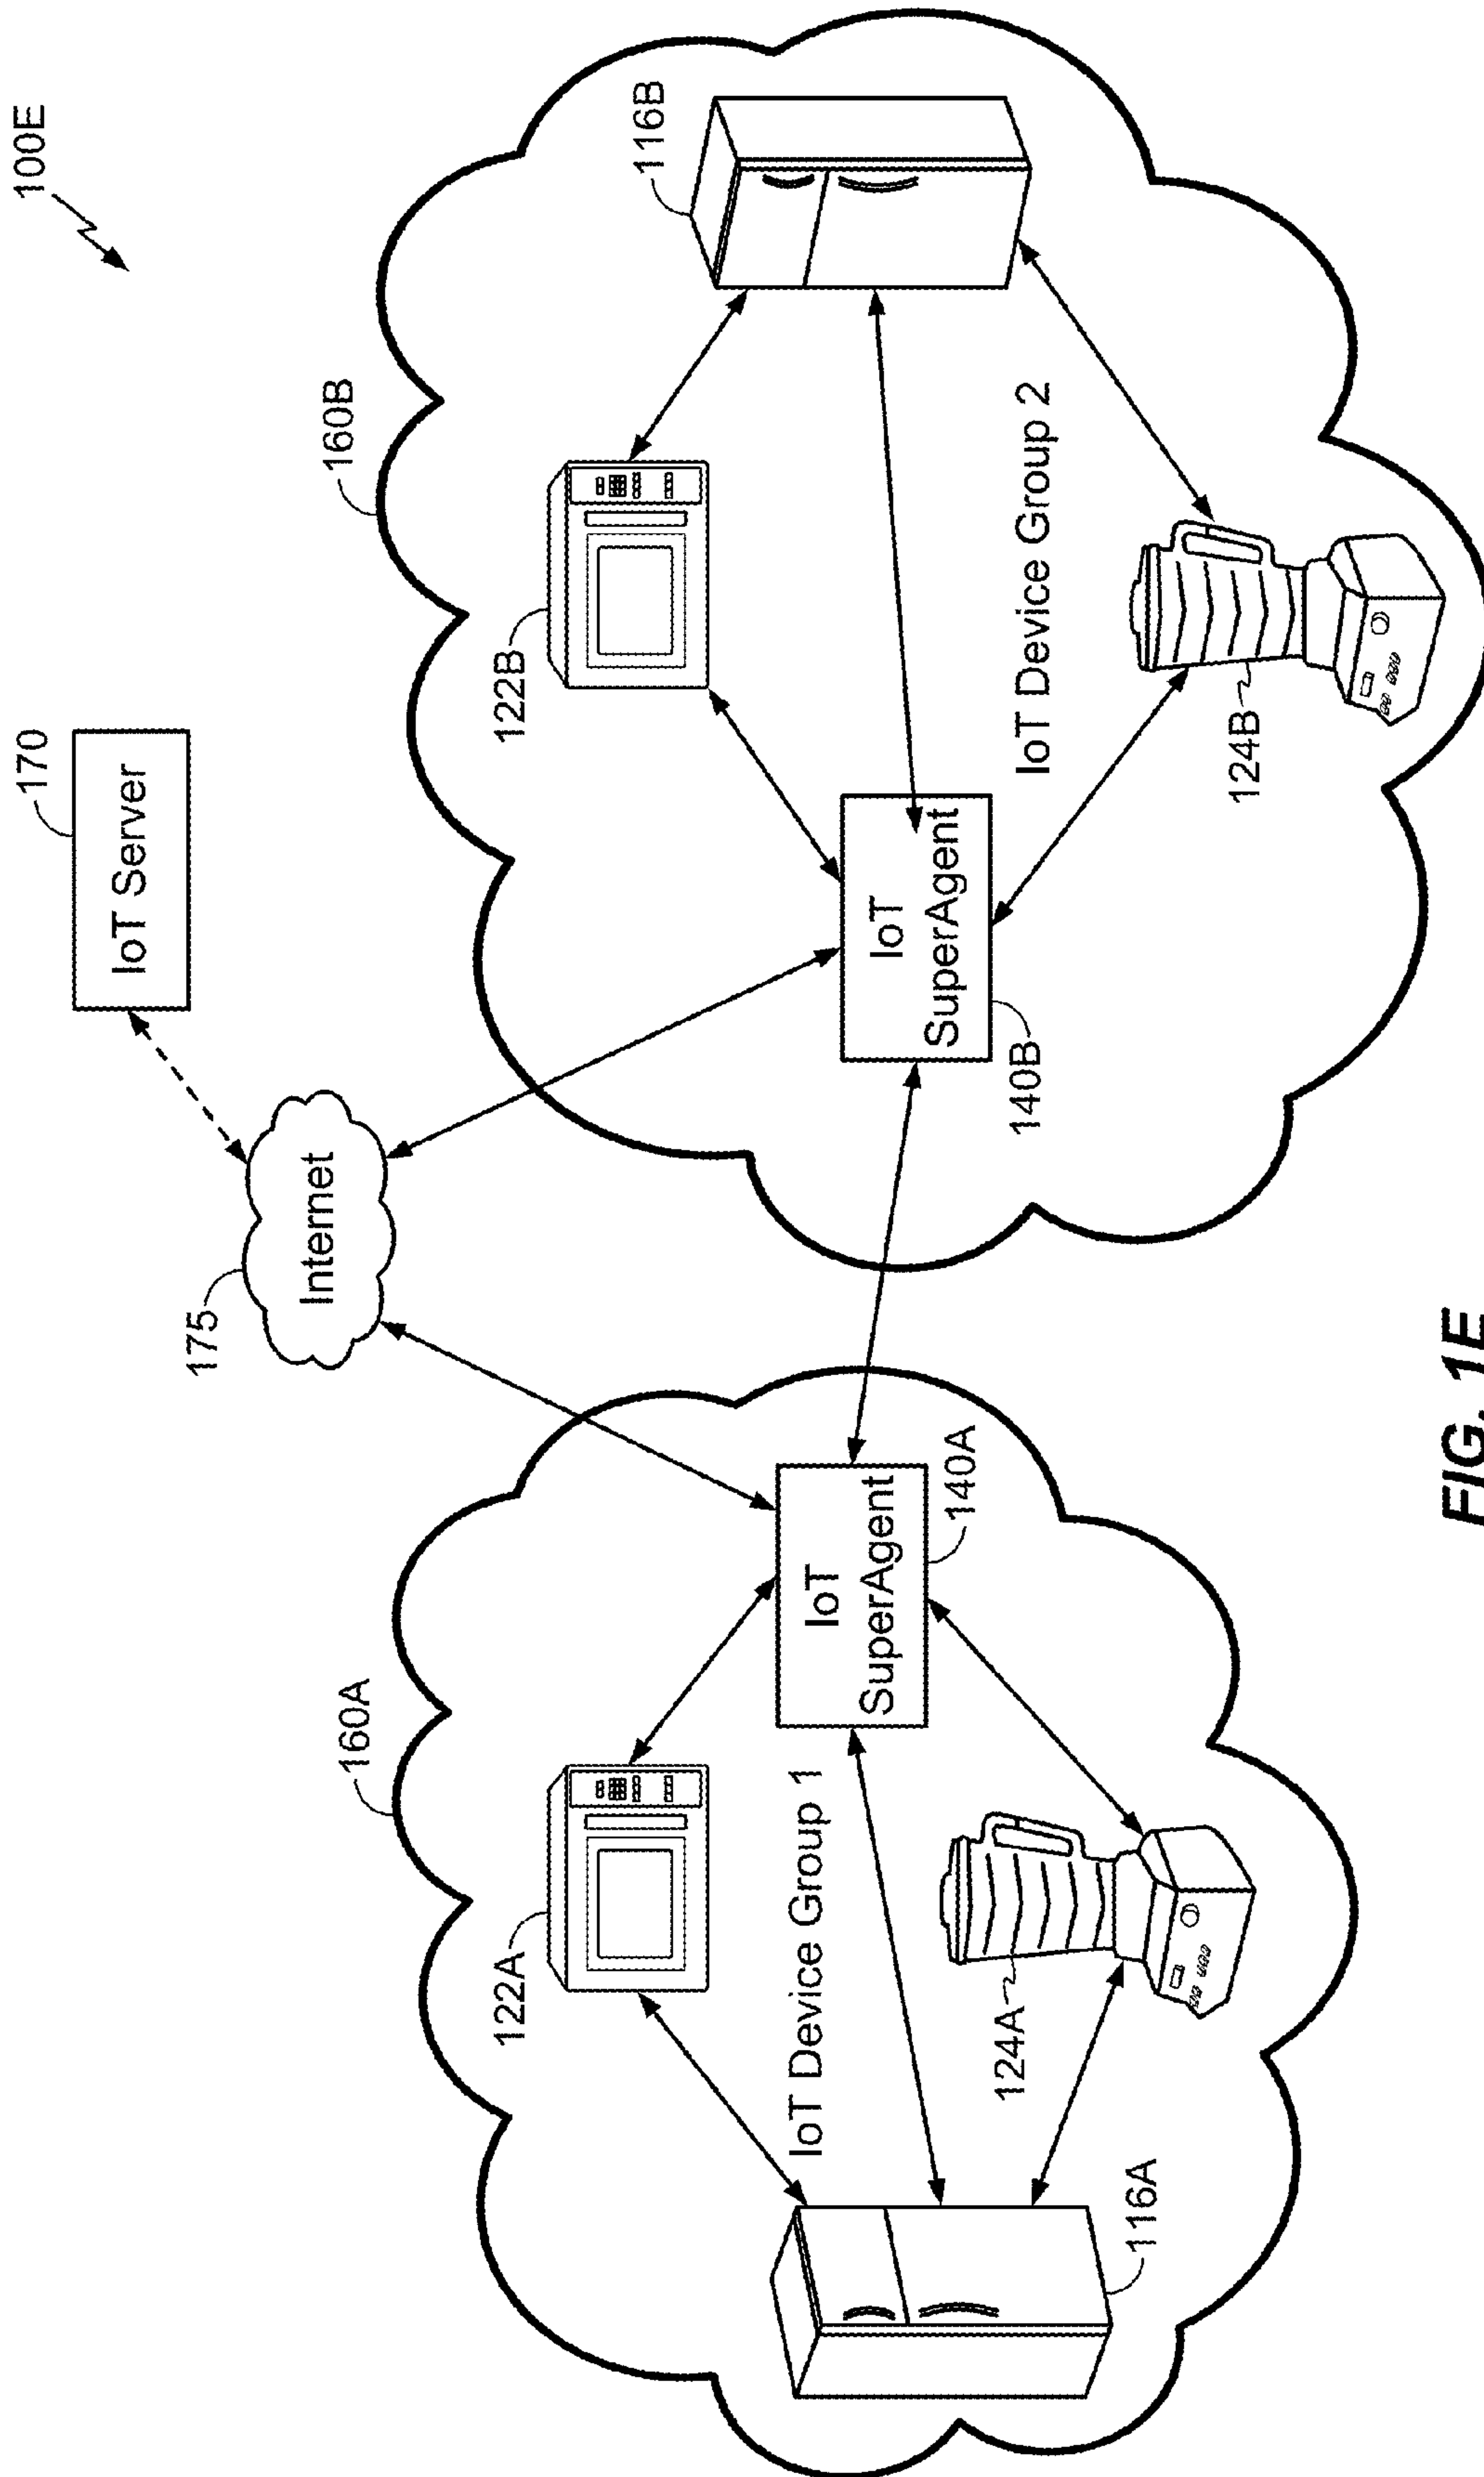 100E
170
IoT Server
175
Internet
160A
160B
122A
122B
116B
IoT
SuperAgent
140A
IoT
SuperAgent
140B
IoT Device Group 1
IoT Device Group 2
124A
124B
116A
FIG. 1E